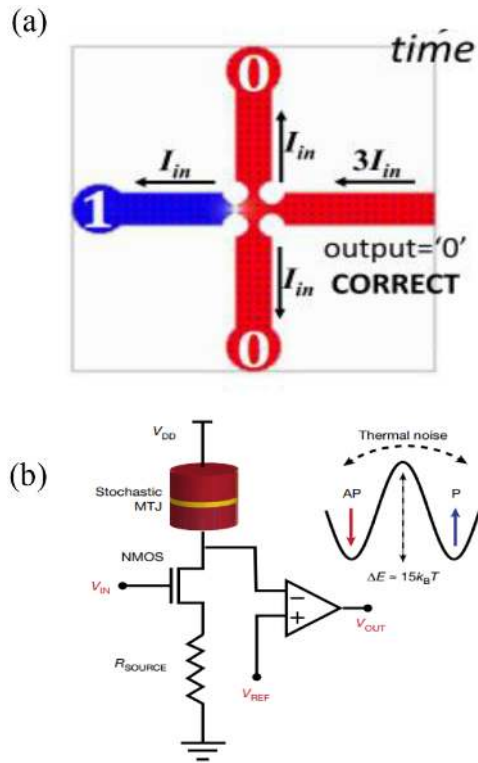 (a)
time
0
I_in
I_in
3I_in
1
output='0'
I_in
CORRECT
0
(b)
V_DD
Thermal noise
Stochastic
MTJ
AP
P
NMOS
V_IN
ΔE ≈ 15k_BT
−
+
V_OUT
R_SOURCE
V_REF